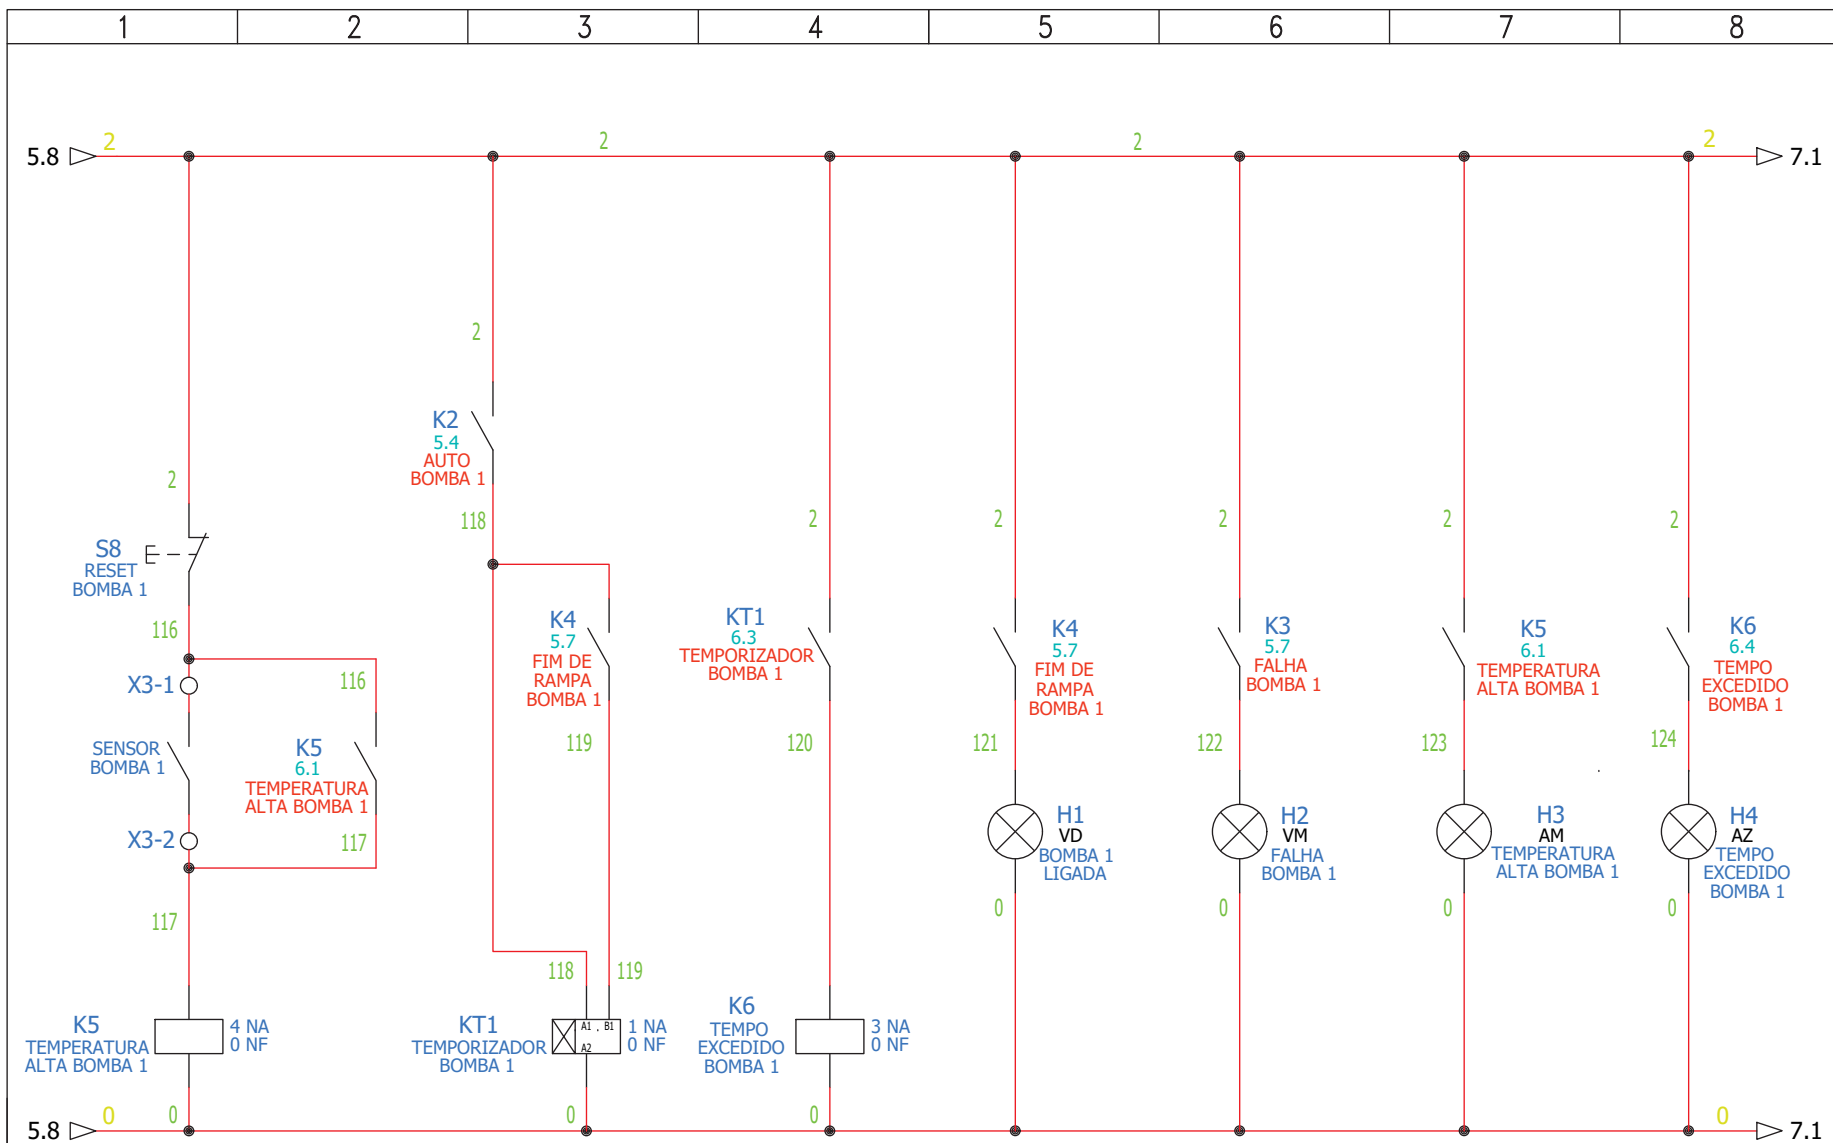 1 2 3 4 5 6 7 8
5.8 2 2 2 2 7.1
2
K2
5.4
AUTO
BOMBA 1
2
118
2 2 2 2 2
S8
RESET
BOMBA 1
116
X3-1
116
K4
5.7
FIM DE
RAMPA
BOMBA 1
KT1
6.3
TEMPORIZADOR
BOMBA 1
K4
5.7
FIM DE
RAMPA
BOMBA 1
K3
5.7
FALHA
BOMBA 1
K5
6.1
TEMPERATURA
ALTA BOMBA 1
K6
6.4
TEMPO
EXCEDIDO
BOMBA 1
SENSOR
BOMBA 1
K5
6.1
TEMPERATURA
ALTA BOMBA 1
119 120 121 122 123 124
X3-2
117
H1
VD
BOMBA 1
LIGADA
H2
VM
FALHA
BOMBA 1
H3
AM
TEMPERATURA
ALTA BOMBA 1
H4
AZ
TEMPO
EXCEDIDO
BOMBA 1
117
0 0 0 0
118 119
K5
TEMPERATURA
ALTA BOMBA 1
4 NA
0 NF
KT1
TEMPORIZADOR
BOMBA 1
A1 . B1
A2
1 NA
0 NF
K6
TEMPO
EXCEDIDO
BOMBA 1
3 NA
0 NF
5.8 0 0 0 0 0 7.1